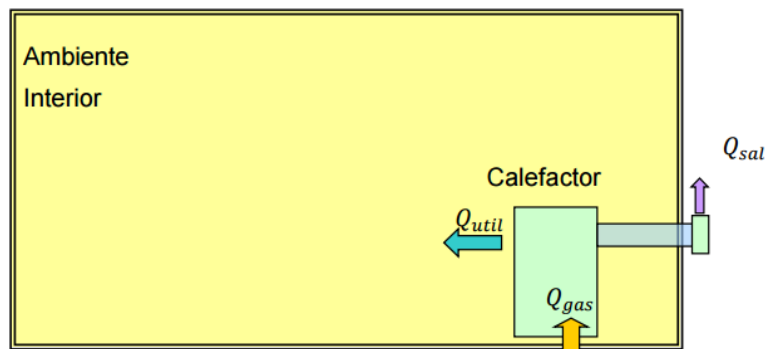 Ambiente
Interior
Q_sal
Calefactor
Q_util
Q_gas